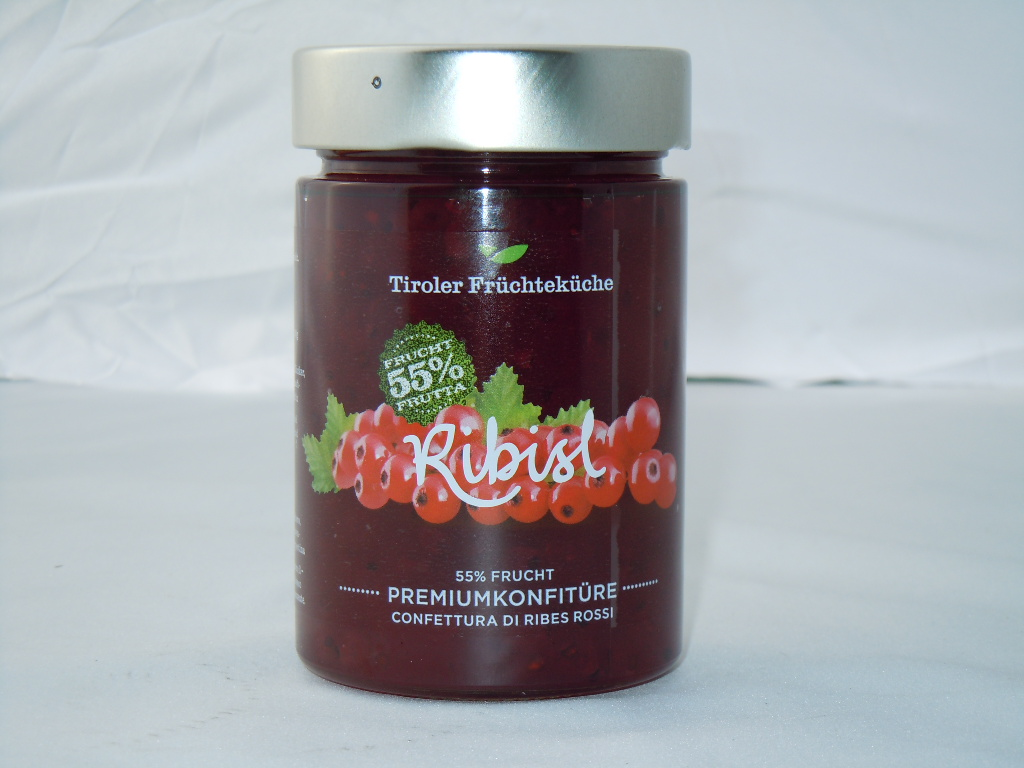 Tiroler Früchteküche
FRUCHT
55%
FRUTTA
Ribisl
55% FRUCHT
PREMIUMKONFITÜRE
CONFETTURA DI RIBES ROSSI